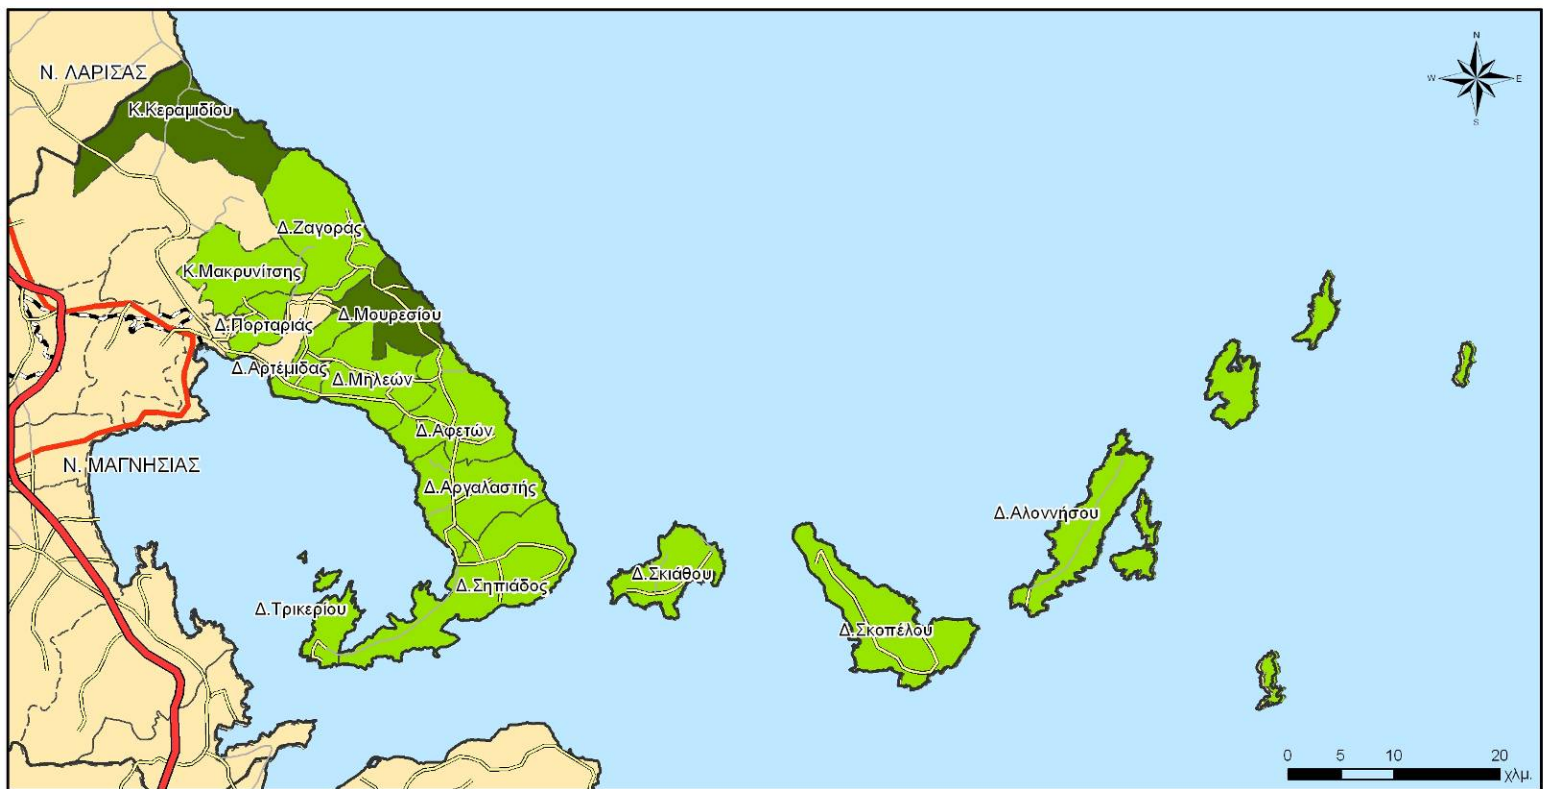 N
W
E
S
Ν. ΛΑΡΙΣΑΣ
Κ.Κεραμιδίου
Δ.Ζαγοράς
Κ.Μακρυνίτσης
Δ.Μουρεσίου
Δ.Πορταριάς
Δ.Αρτέμιδας
Δ.Μηλεών
Δ.Αφετών
Ν. ΜΑΓΝΗΣΙΑΣ
Δ.Αργαλαστής
Δ.Αλοννήσου
Δ.Σκιάθου
Δ.Σηπιάδος
Δ.Τρικερίου
Δ.Σκοπέλου
0 5 10 20
χλμ.